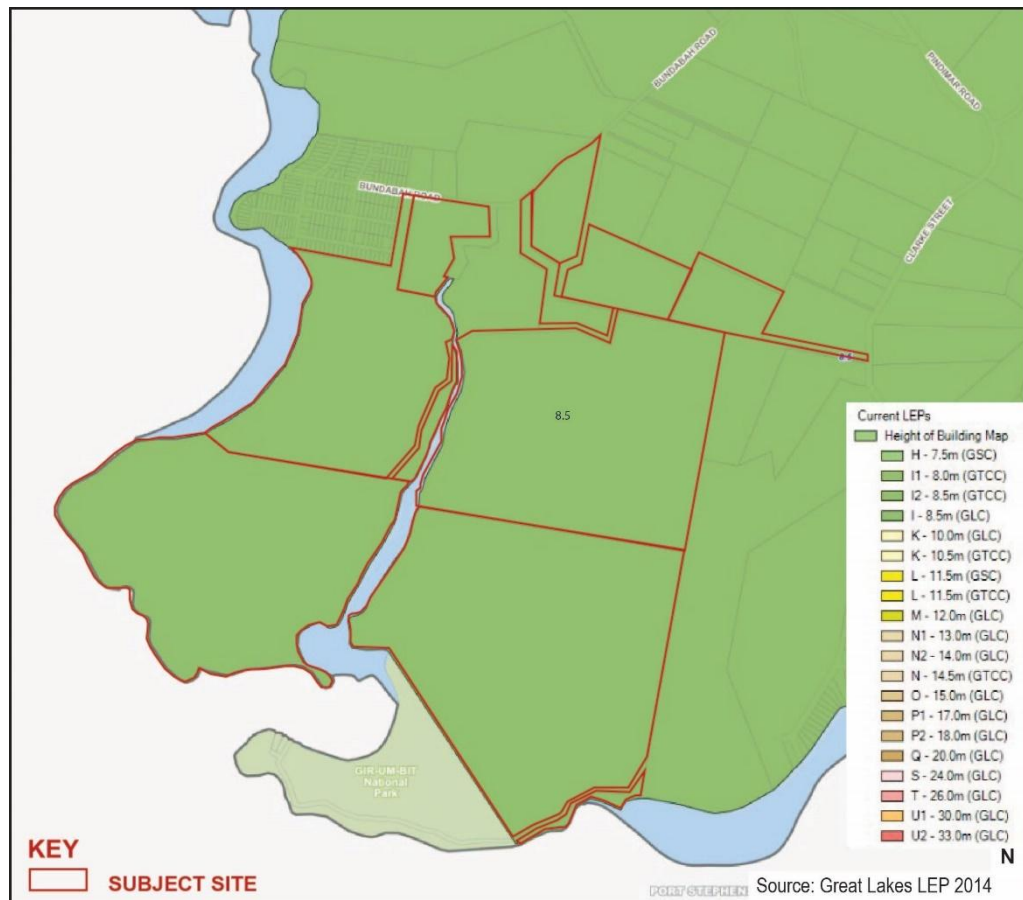 BUNDABAH ROAD
PINDIMAR ROAD
BUNDABAH ROAD
CLARKE STREET
8.5
8.5
GIR-UM-BIT
National
Park
Current LEPs
Height of Building Map
H - 7.5m (GSC)
I1 - 8.0m (GTCC)
I2 - 8.5m (GTCC)
I - 8.5m (GLC)
K - 10.0m (GLC)
K - 10.5m (GTCC)
L - 11.5m (GSC)
L - 11.5m (GTCC)
M - 12.0m (GLC)
N1 - 13.0m (GLC)
N2 - 14.0m (GLC)
N - 14.5m (GTCC)
O - 15.0m (GLC)
P1 - 17.0m (GLC)
P2 - 18.0m (GLC)
Q - 20.0m (GLC)
S - 24.0m (GLC)
T - 26.0m (GLC)
U1 - 30.0m (GLC)
U2 - 33.0m (GLC)
N
KEY
SUBJECT SITE
PORT STEPHEN
Source: Great Lakes LEP 2014